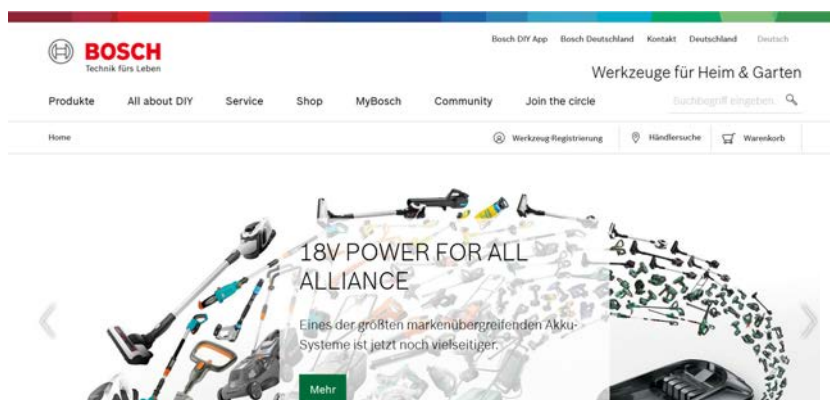 Bosch DIY App Bosch Deutschland Kontakt Deutschland Deutsch
BOSCH
Technik fürs Leben
Werkzeuge für Heim & Garten
Produkte All about DIY Service Shop MyBosch Community Join the circle Suchbegriff eingeben
Home Werkzeug-Registrierung Händlersuche Warenkorb
18V POWER FOR ALL
ALLIANCE
Eines der größten markenübergreifenden Akku-
Systeme ist jetzt noch vielseitiger.
Mehr